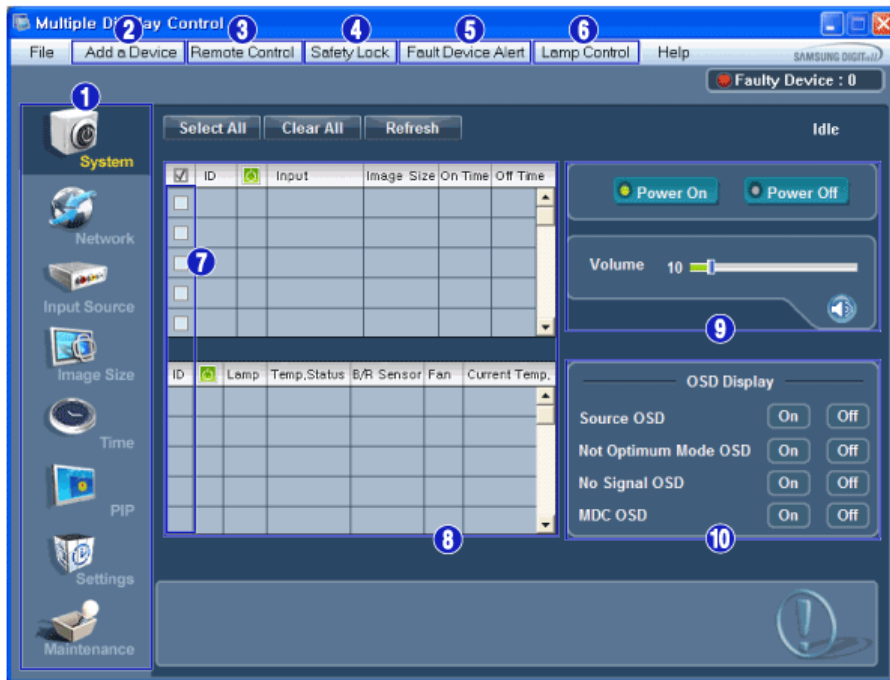 Multiple Display Control
2 3 4 5 6
File Add a Device Remote Control Safety Lock Fault Device Alert Lamp Control Help SAMSUNG DIGITall
Faulty Device : 0
1
Select All Clear All Refresh Idle
System
ID Input Image Size On Time Off Time
Power On Power Off
Network
7
Volume 10
Input Source
9
Image Size
ID Lamp Temp.Status B/R Sensor Fan Current Temp.
OSD Display
Source OSD On Off
Time
Not Optimum Mode OSD On Off
No Signal OSD On Off
PIP
MDC OSD On Off
8 10
Settings
Maintenance